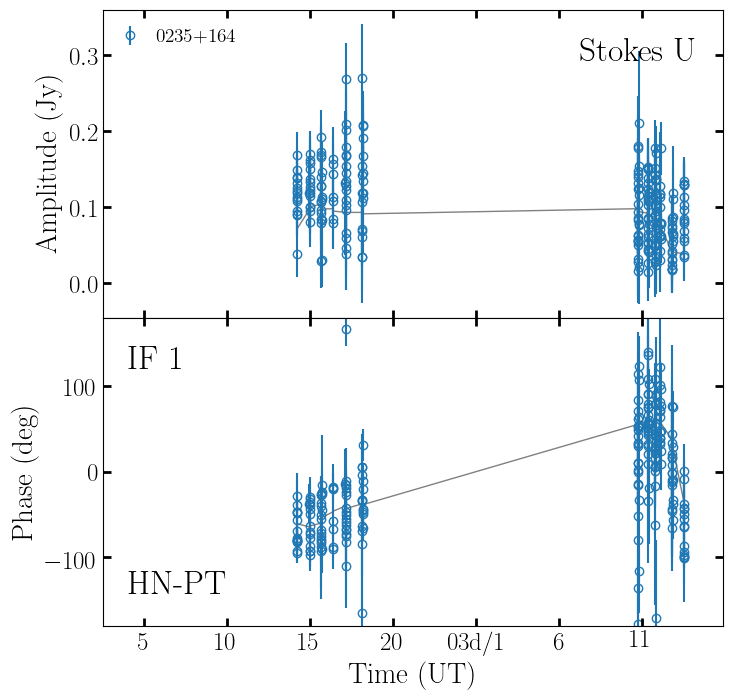 0235+164
Stokes U
0.3
0.2
0.1
0.0
Amplitude (Jy)
IF 1
100
0
−100
Phase (deg)
HN-PT
5 10 15 20 03d/1 6 11
Time (UT)